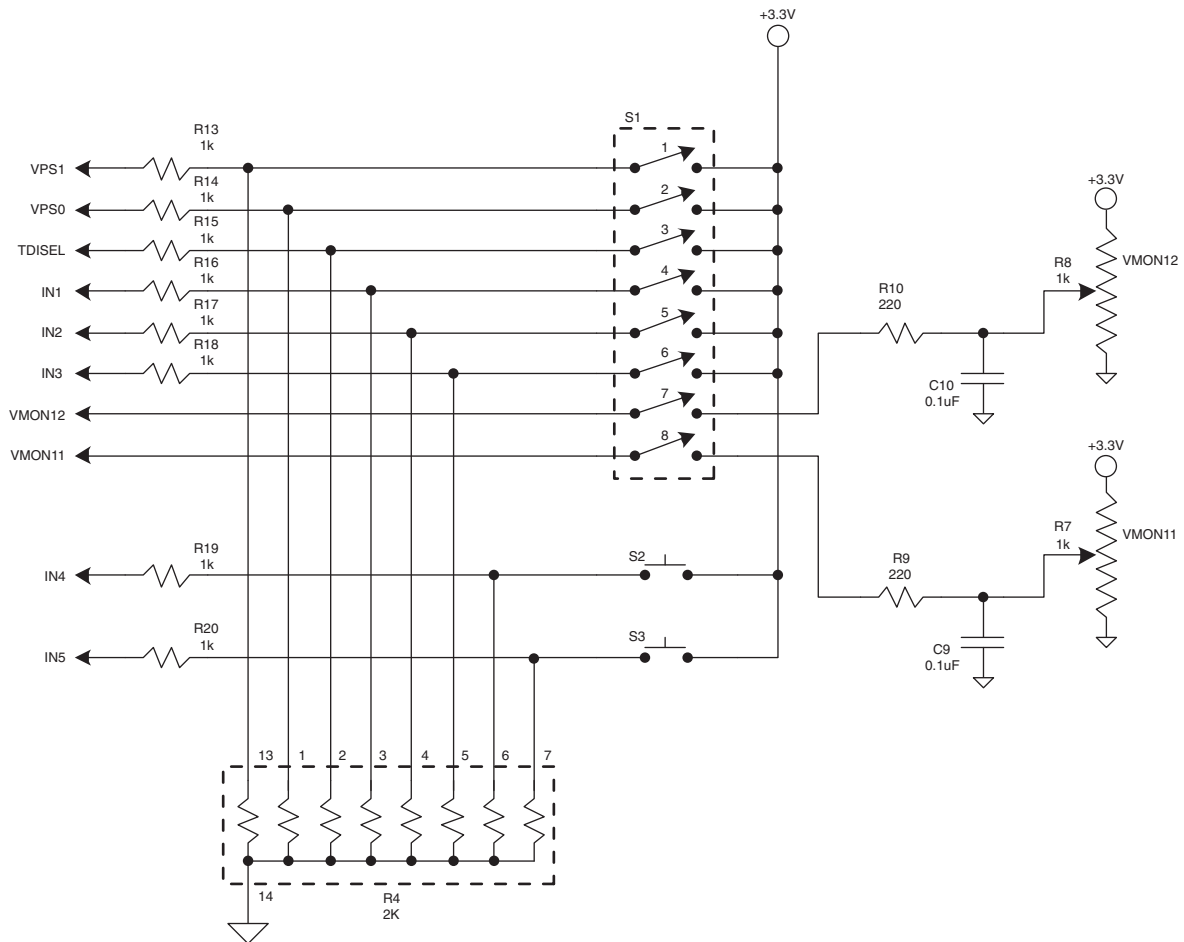 +3.3V
S1
R13
1k
VPS1
1
R14
1k
VPS0
2
R15
1k
TDISEL
3
R16
1k
IN1
4
R17
1k
IN2
5
R18
1k
IN3
6
VMON12
7
VMON11
8
+3.3V
R8
1k
VMON12
R10
220
C10
0.1uF
+3.3V
R7
1k
VMON11
R9
220
C9
0.1uF
R19
1k
IN4
S2
R20
1k
IN5
S3
13 1 2 3 4 5 6 7
14
R4
2K